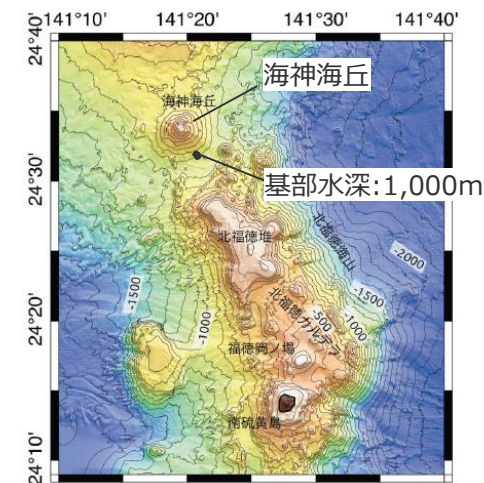 141°10' 141°20' 141°30' 141°40'
24°40'
海神海丘
海神海丘
24°30'
基部水深:1,000m
北福徳堆
北福徳海山
-2000
-1500
-1500
北福徳カルデラ
-500
-1000
24°20'
-1000
福徳岡ノ場
南硫黄島
24°10'